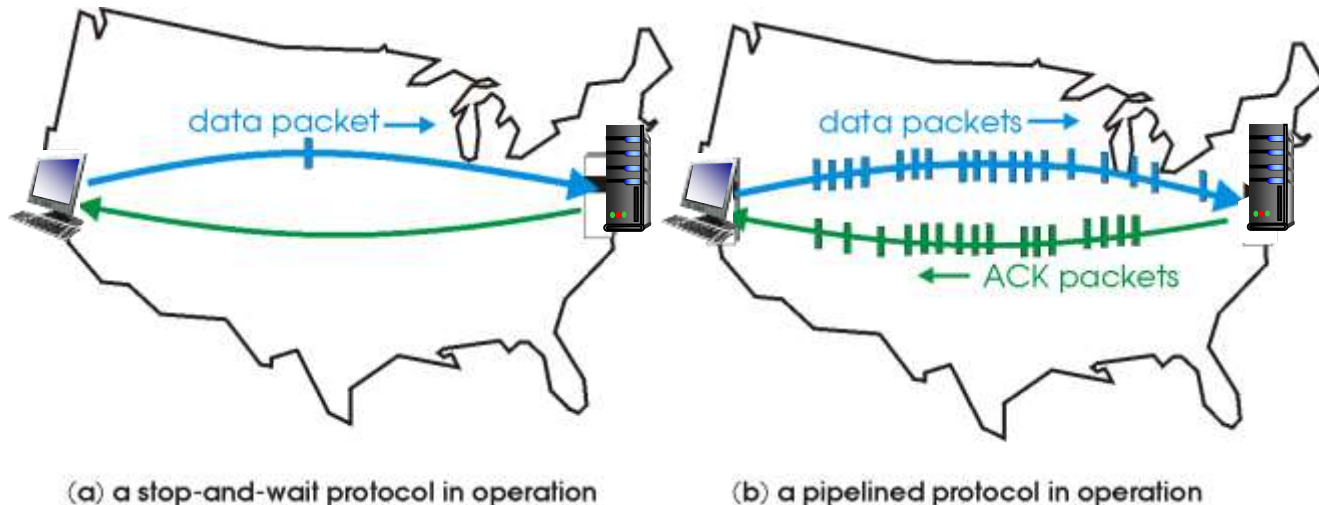 data packet
data packets
ACK packets
(a) a stop-and-wait protocol in operation
(b) a pipelined protocol in operation